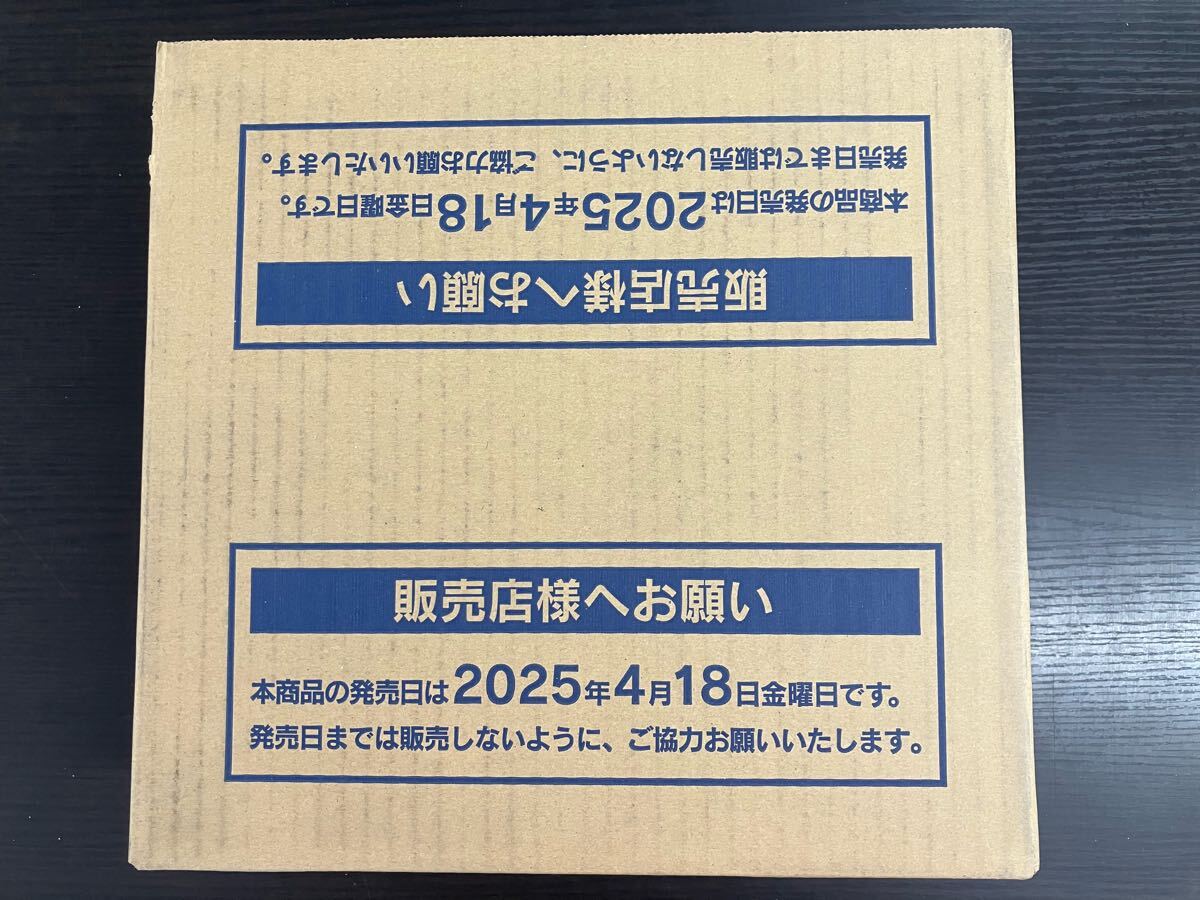 販売店様へお願い
本商品の発売日は2025年4月18日金曜日です。
発売日までは販売しないように、ご協力お願いいたします。
販売店様へお願い
本商品の発売日は2025年4月18日金曜日です。
発売日までは販売しないように、ご協力お願いいたします。